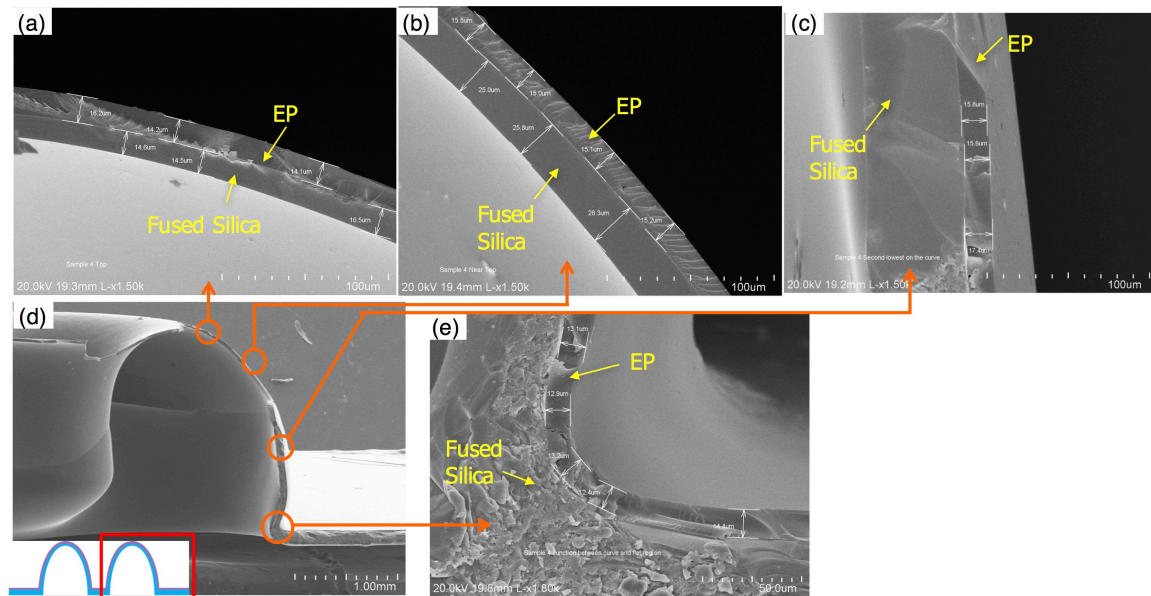 (a)
16.2um
14.2um
EP
14.6um
14.5um
14.1um
Fused Silica
16.5um
Sample 4 Top
20.0kV 19.3mm L-x1.50k
100um
(b)
15.5um
25.0um
15.0um
EP
25.8um
15.1um
Fused
Silica
28.3um
15.2um
Sample 4 Near Top
20.0kV 19.4mm L-x1.50k
100um
(c)
EP
15.8um
Fused
Silica
15.6um
17.4um
Sample 4 Second lowest on the curve
20.0kV 19.2mm L-x1.50k
100um
(d)
1.00mm
(e)
13.1um
EP
12.9um
Fused
Silica
13.2um
12.4um
14.4um
Sample 4 function between curve and flat region
20.0kV 19.8mm L-x1.80k
50.0um